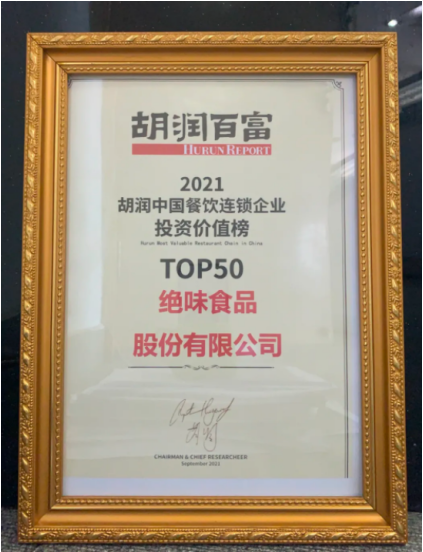 胡润百富
HURUN REPORT
2021
胡润中国餐饮连锁企业
投资价值榜
Hurun Most Valuable Restaurant Chain in China
TOP50
绝味食品
股份有限公司
胡润
CHAIRMAN & CHIEF RESEARCHER
September 2021